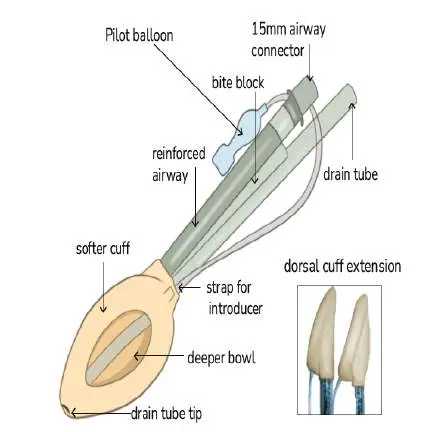 Pilot balloon
15mm airway
connector
bite block
reinforced
airway
drain tube
softer cuff
strap for
introducer
dorsal cuff extension
deeper bowl
drain tube tip